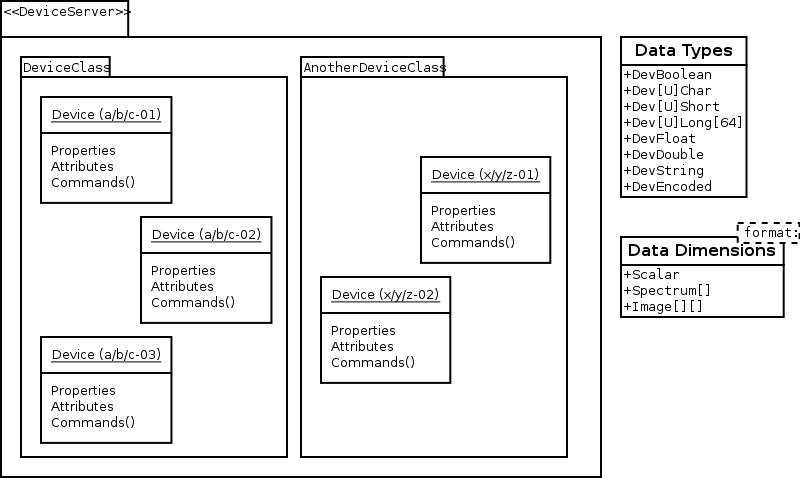 <<DeviceServer>>
DeviceClass
Device (a/b/c-01)
Properties
Attributes
Commands()
Device (a/b/c-02)
Properties
Attributes
Commands()
Device (a/b/c-03)
Properties
Attributes
Commands()
AnotherDeviceClass
Device (x/y/z-01)
Properties
Attributes
Commands()
Device (x/y/z-02)
Properties
Attributes
Commands()
Data Types
+DevBoolean
+Dev[U]Char
+Dev[U]Short
+Dev[U]Long[64]
+DevFloat
+DevDouble
+DevString
+DevEncoded
format:
Data Dimensions
+Scalar
+Spectrum[]
+Image[][]